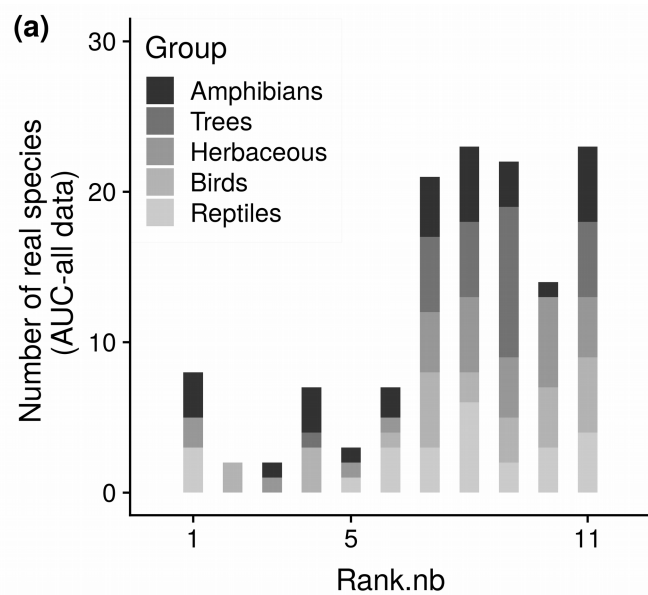 (a)
Number of real species
(AUC-all data)
30
20
10
0
Group
Amphibians
Trees
Herbaceous
Birds
Reptiles
1 5 11
Rank.nb